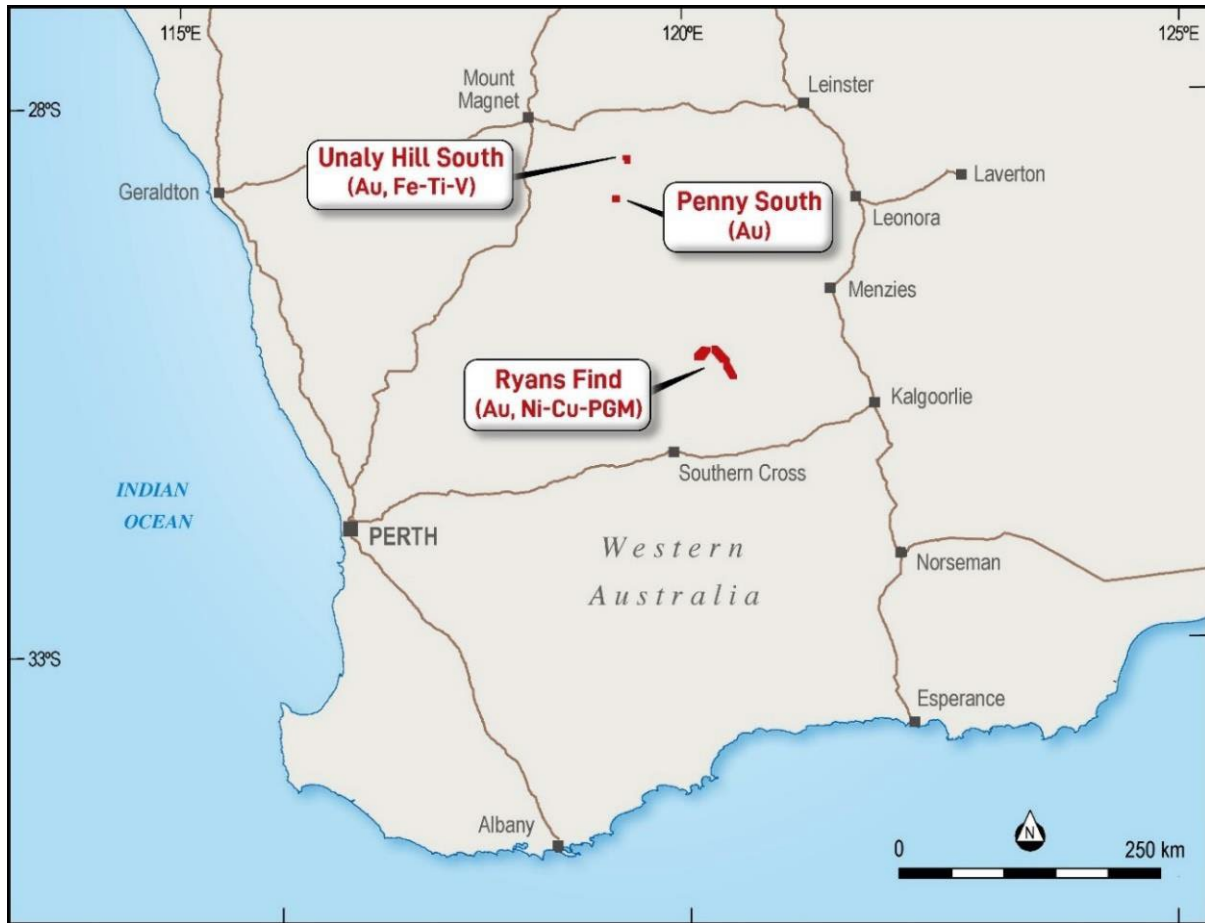 115ºE
120ºE
125ºE
28ºS
Mount
Magnet
Leinster
Unaly Hill South
(Au, Fe-Ti-V)
Geraldton
Penny South
(Au)
Laverton
Leonora
Menzies
Ryans Find
(Au, Ni-Cu-PGM)
Kalgoorlie
Southern Cross
INDIAN
OCEAN
PERTH
Western
Australia
Norseman
33ºS
Esperance
Albany
N
0
250 km